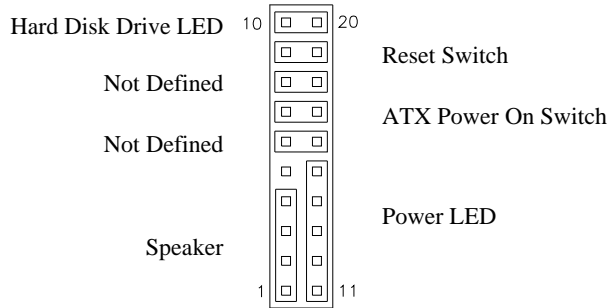 Hard Disk Drive LED 10 20
Reset Switch
Not Defined
ATX Power On Switch
Not Defined
Power LED
Speaker
1 11